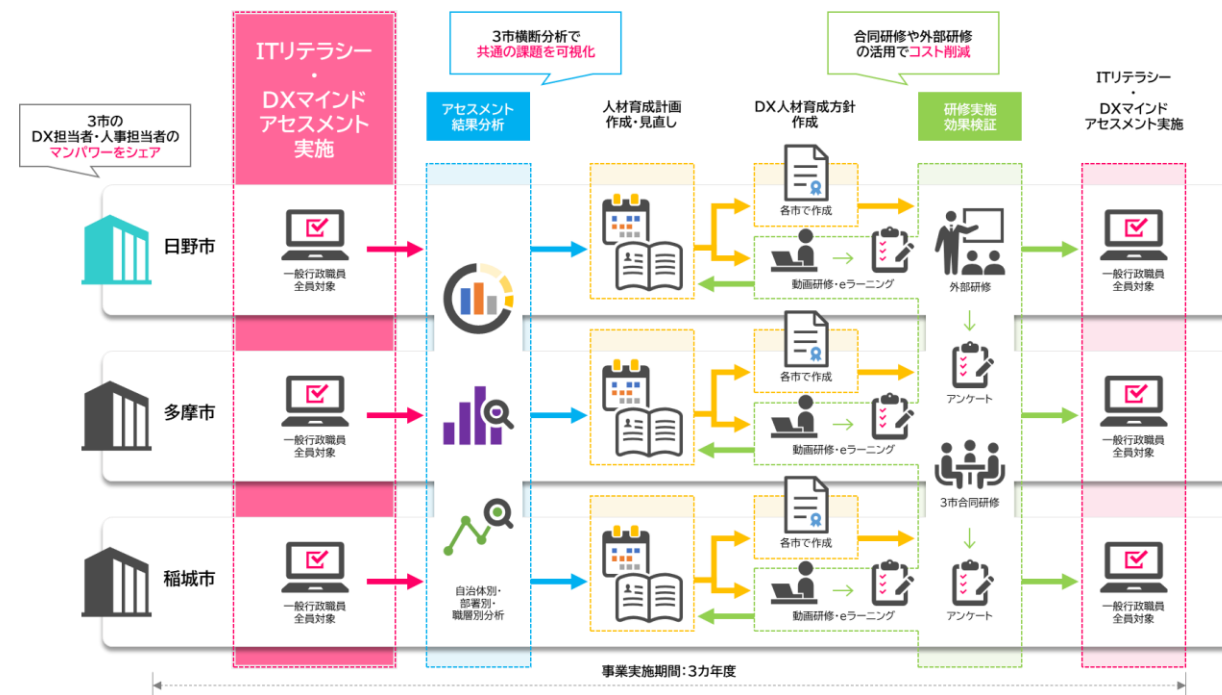 3市横断分析で
共通の課題を可視化
合同研修や外部研修
の活用でコスト削減
ITリテラシー
・
DXマインド
アセスメント
実施
アセスメント
結果分析
人材育成計画
作成・見直し
DX人材育成方針
作成
研修実施
効果検証
ITリテラシー
・
DXマインド
アセスメント実施
3市の
DX担当者・人事担当者の
マンパワーをシェア
日野市
一般行政職員
全員対象
各市で作成
動画研修・eラーニング
外部研修
一般行政職員
全員対象
多摩市
一般行政職員
全員対象
各市で作成
動画研修・eラーニング
アンケート
一般行政職員
全員対象
3市合同研修
稲城市
一般行政職員
全員対象
自治体別・
部署別・
職層別分析
各市で作成
動画研修・eラーニング
アンケート
一般行政職員
全員対象
事業実施期間：3カ年度